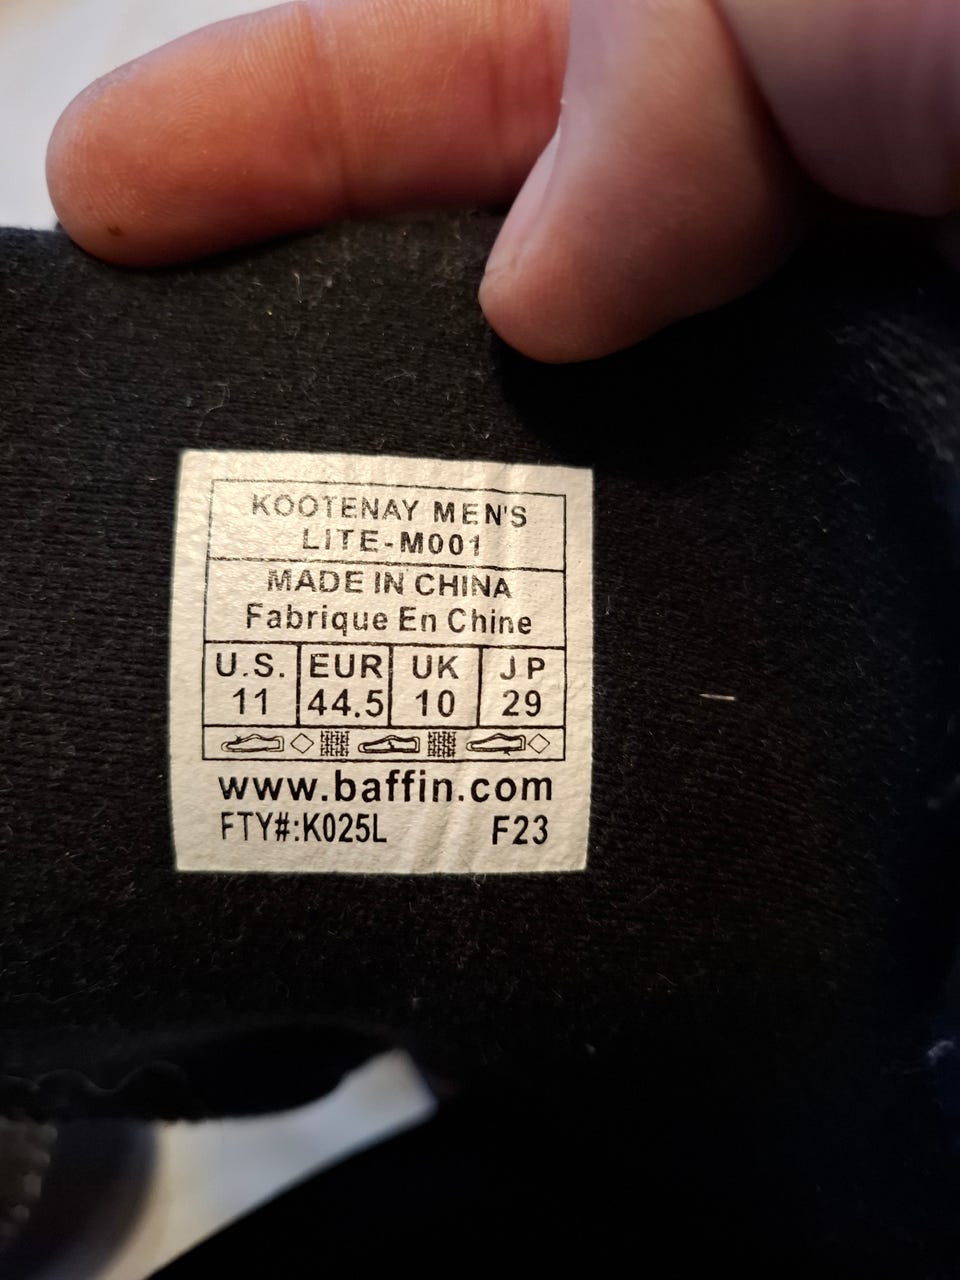 KOOTENAY MEN'S
LITE-M001
MADE IN CHINA
Fabrique En Chine
U.S. EUR UK JP
11 44.5 10 29
www.baffin.com
FTY#:K025L F23